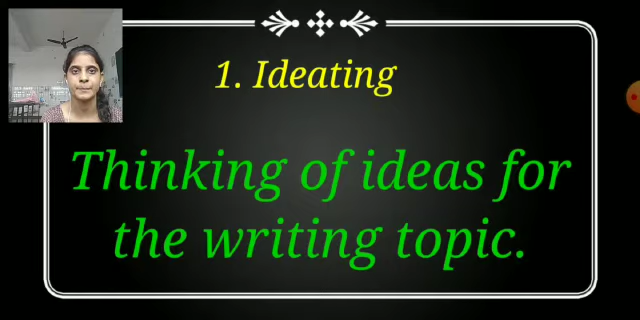 1. Ideating
Thinking of ideas for
the writing topic.